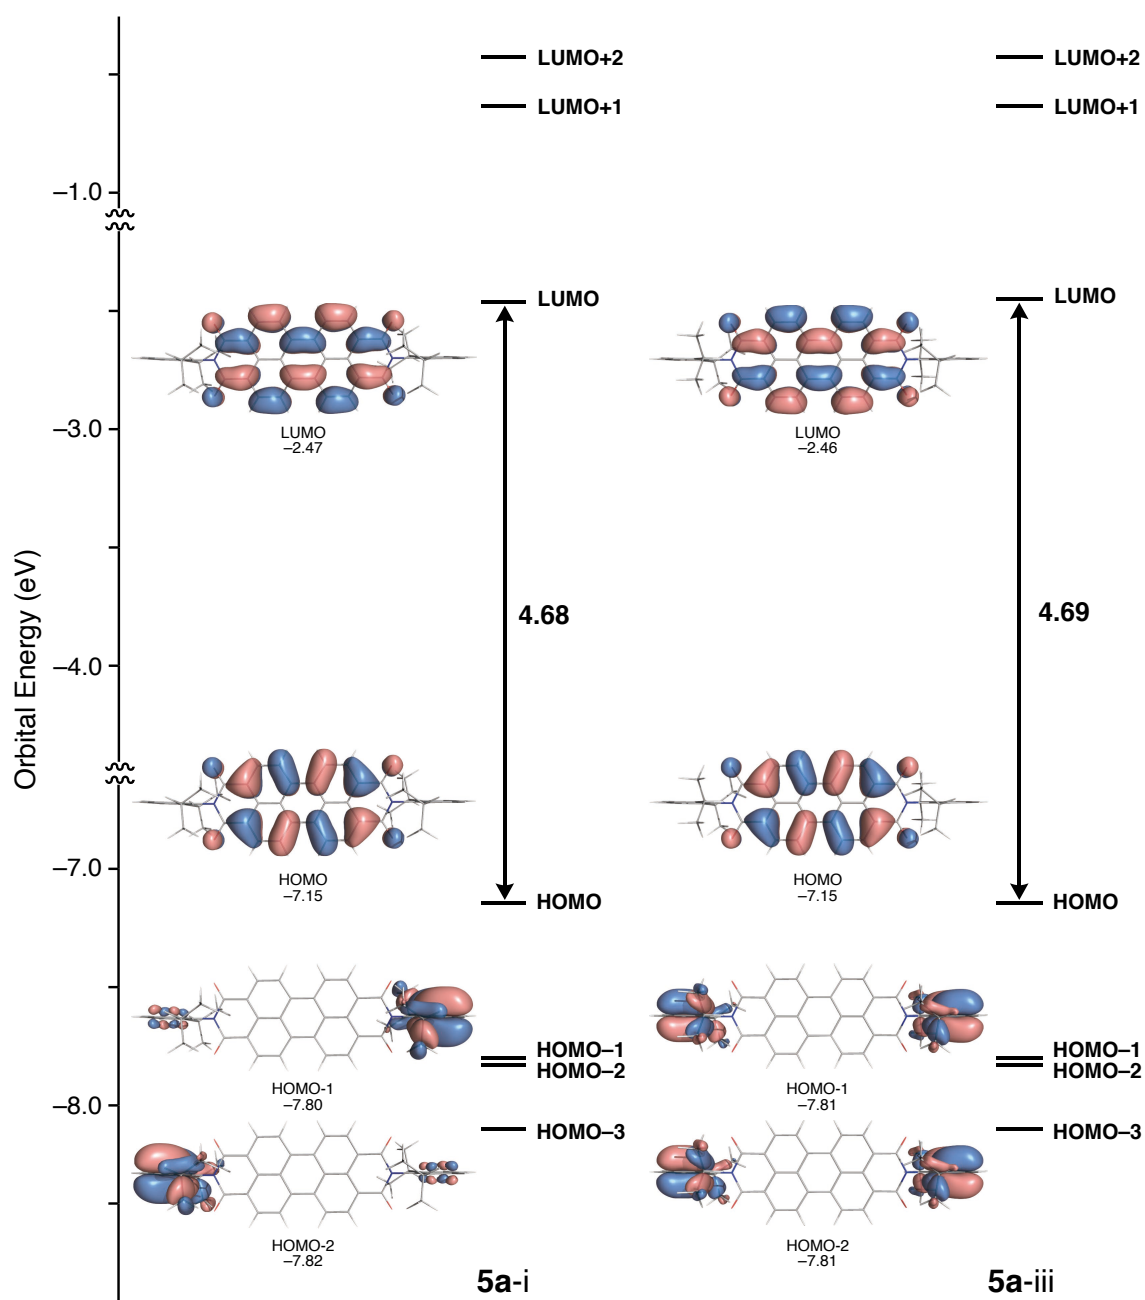 LUMO+2
LUMO+2
LUMO+1
LUMO+1
–1.0
LUMO
LUMO
–3.0
LUMO
–2.47
LUMO
–2.46
Orbital Energy (eV)
4.68
4.69
–4.0
–7.0
HOMO
–7.15
HOMO
–7.15
HOMO
HOMO
HOMO–1
HOMO–2
HOMO–1
HOMO–2
HOMO-1
–7.80
HOMO-1
–7.81
–8.0
HOMO–3
HOMO–3
HOMO-2
–7.82
HOMO-2
–7.81
5a-i
5a-iii